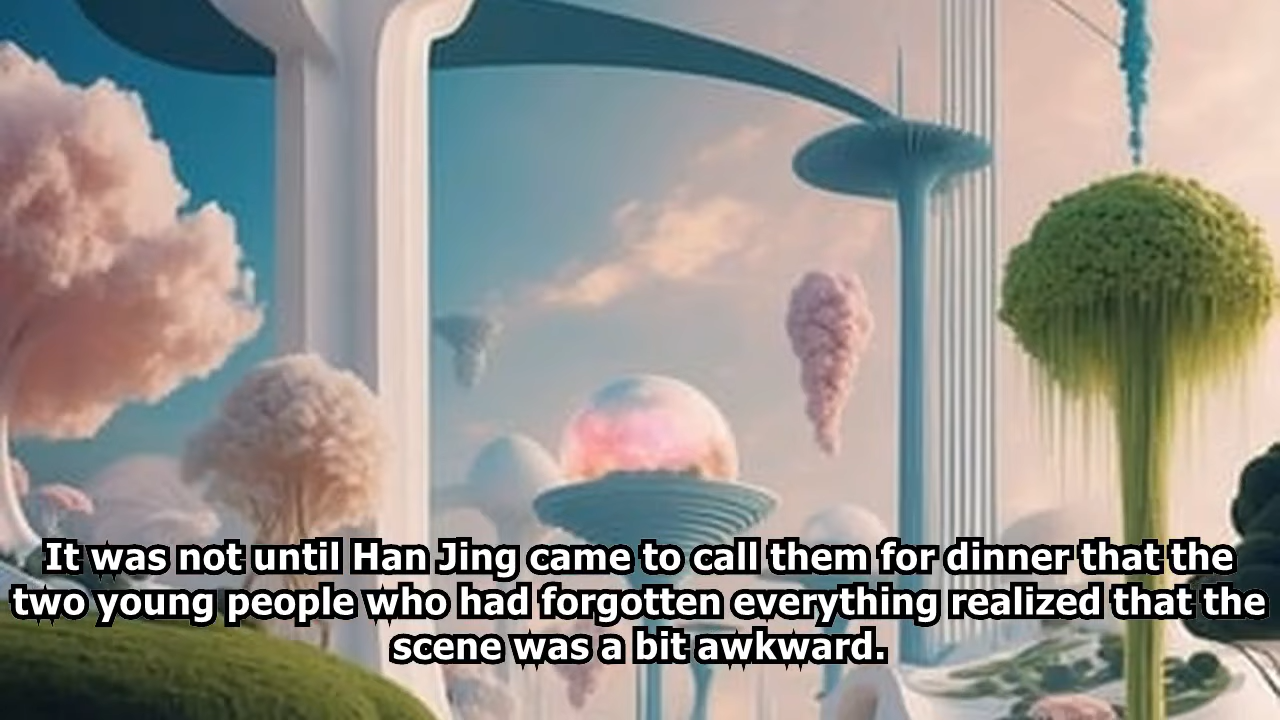 It was not until Han Jing came to call them for dinner that the
two young people who had forgotten everything realized that the
scene was a bit awkward.